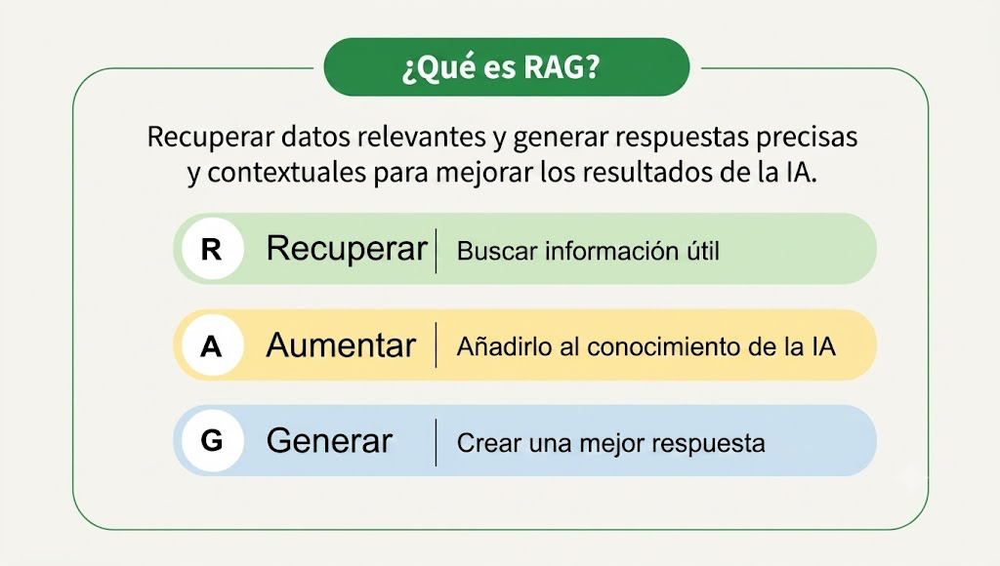 ¿Qué es RAG?
Recuperar datos relevantes y generar respuestas precisas
y contextuales para mejorar los resultados de la IA.
R Recuperar Buscar información útil
A Aumentar Añadirlo al conocimiento de la IA
G Generar Crear una mejor respuesta